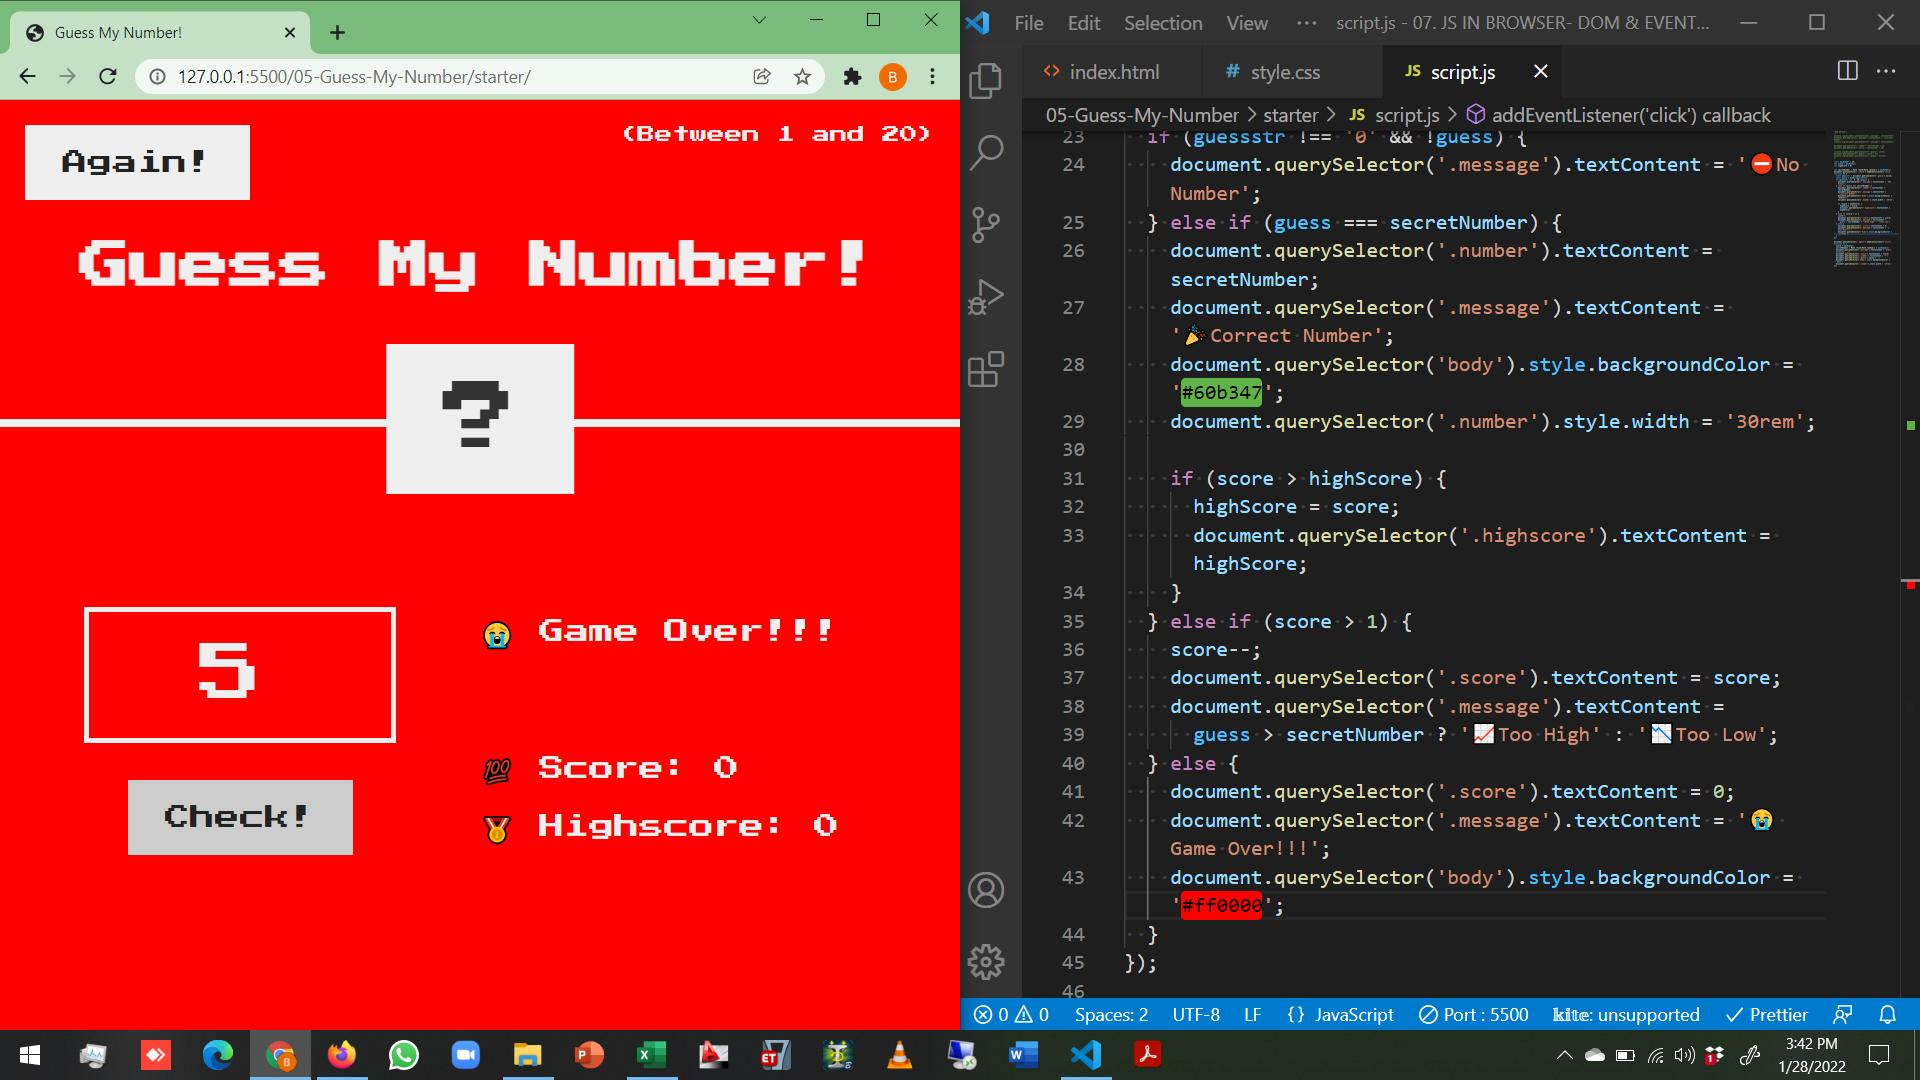 Guess My Number!
127.0.0.1:5500/05-Guess-My-Number/starter/
B
(Between 1 and 20)
Again!
Guess My Number!
?
5
😭 Game Over!!!
💯 Score: 0
🥇 Highscore: 0
Check!
File Edit Selection View ··· script.js - 07. JS IN BROWSER- DOM & EVENT...
index.html
# style.css
JS script.js
05-Guess-My-Number > starter > JS script.js > addEventListener('click') callback
23 if (guessstr !== '0' && !guess) {
24 document.querySelector('.message').textContent = '⛔No
Number';
25 } else if (guess === secretNumber) {
26 document.querySelector('.number').textContent =
secretNumber;
27 document.querySelector('.message').textContent =
'🎉Correct Number';
28 document.querySelector('body').style.backgroundColor =
'#60b347';
29 document.querySelector('.number').style.width = '30rem';
30
31 if (score > highScore) {
32 highScore = score;
33 document.querySelector('.highscore').textContent =
highScore;
34 }
35 } else if (score > 1) {
36 score--;
37 document.querySelector('.score').textContent = score;
38 document.querySelector('.message').textContent =
39 guess > secretNumber ? '📈Too High' : '📉Too Low';
40 } else {
41 document.querySelector('.score').textContent = 0;
42 document.querySelector('.message').textContent = '😭
Game Over!!!';
43 document.querySelector('body').style.backgroundColor =
'#ff0000';
44 }
45 });
46
0 0 Spaces: 2 UTF-8 LF {} JavaScript Port : 5500 kite: unsupported Prettier
3:42 PM
1/28/2022